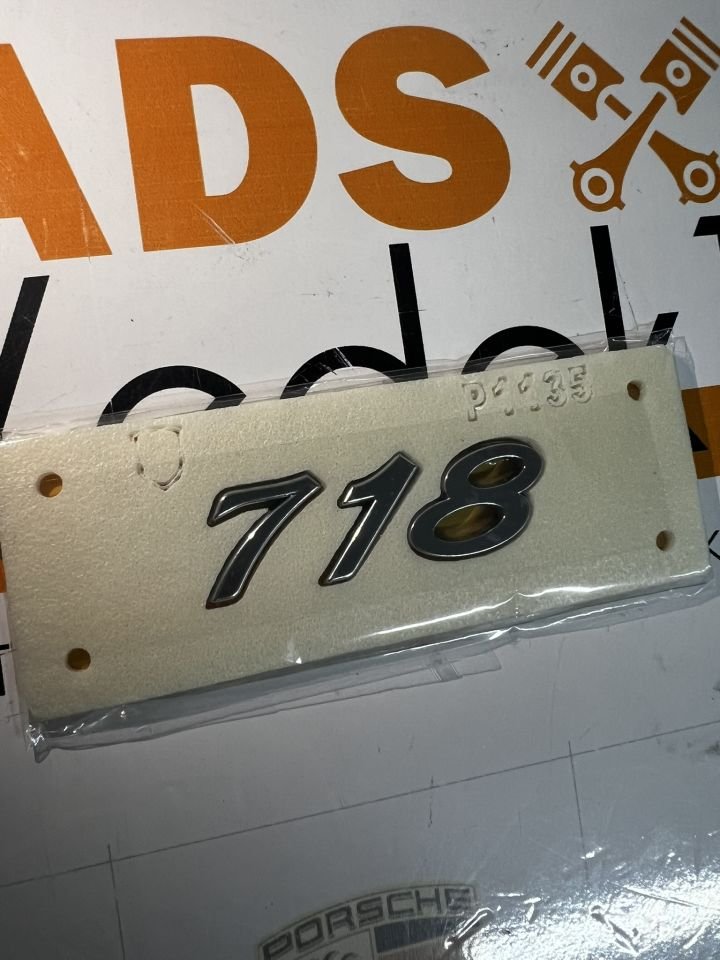 ADS
P1135
718
PORSCHE